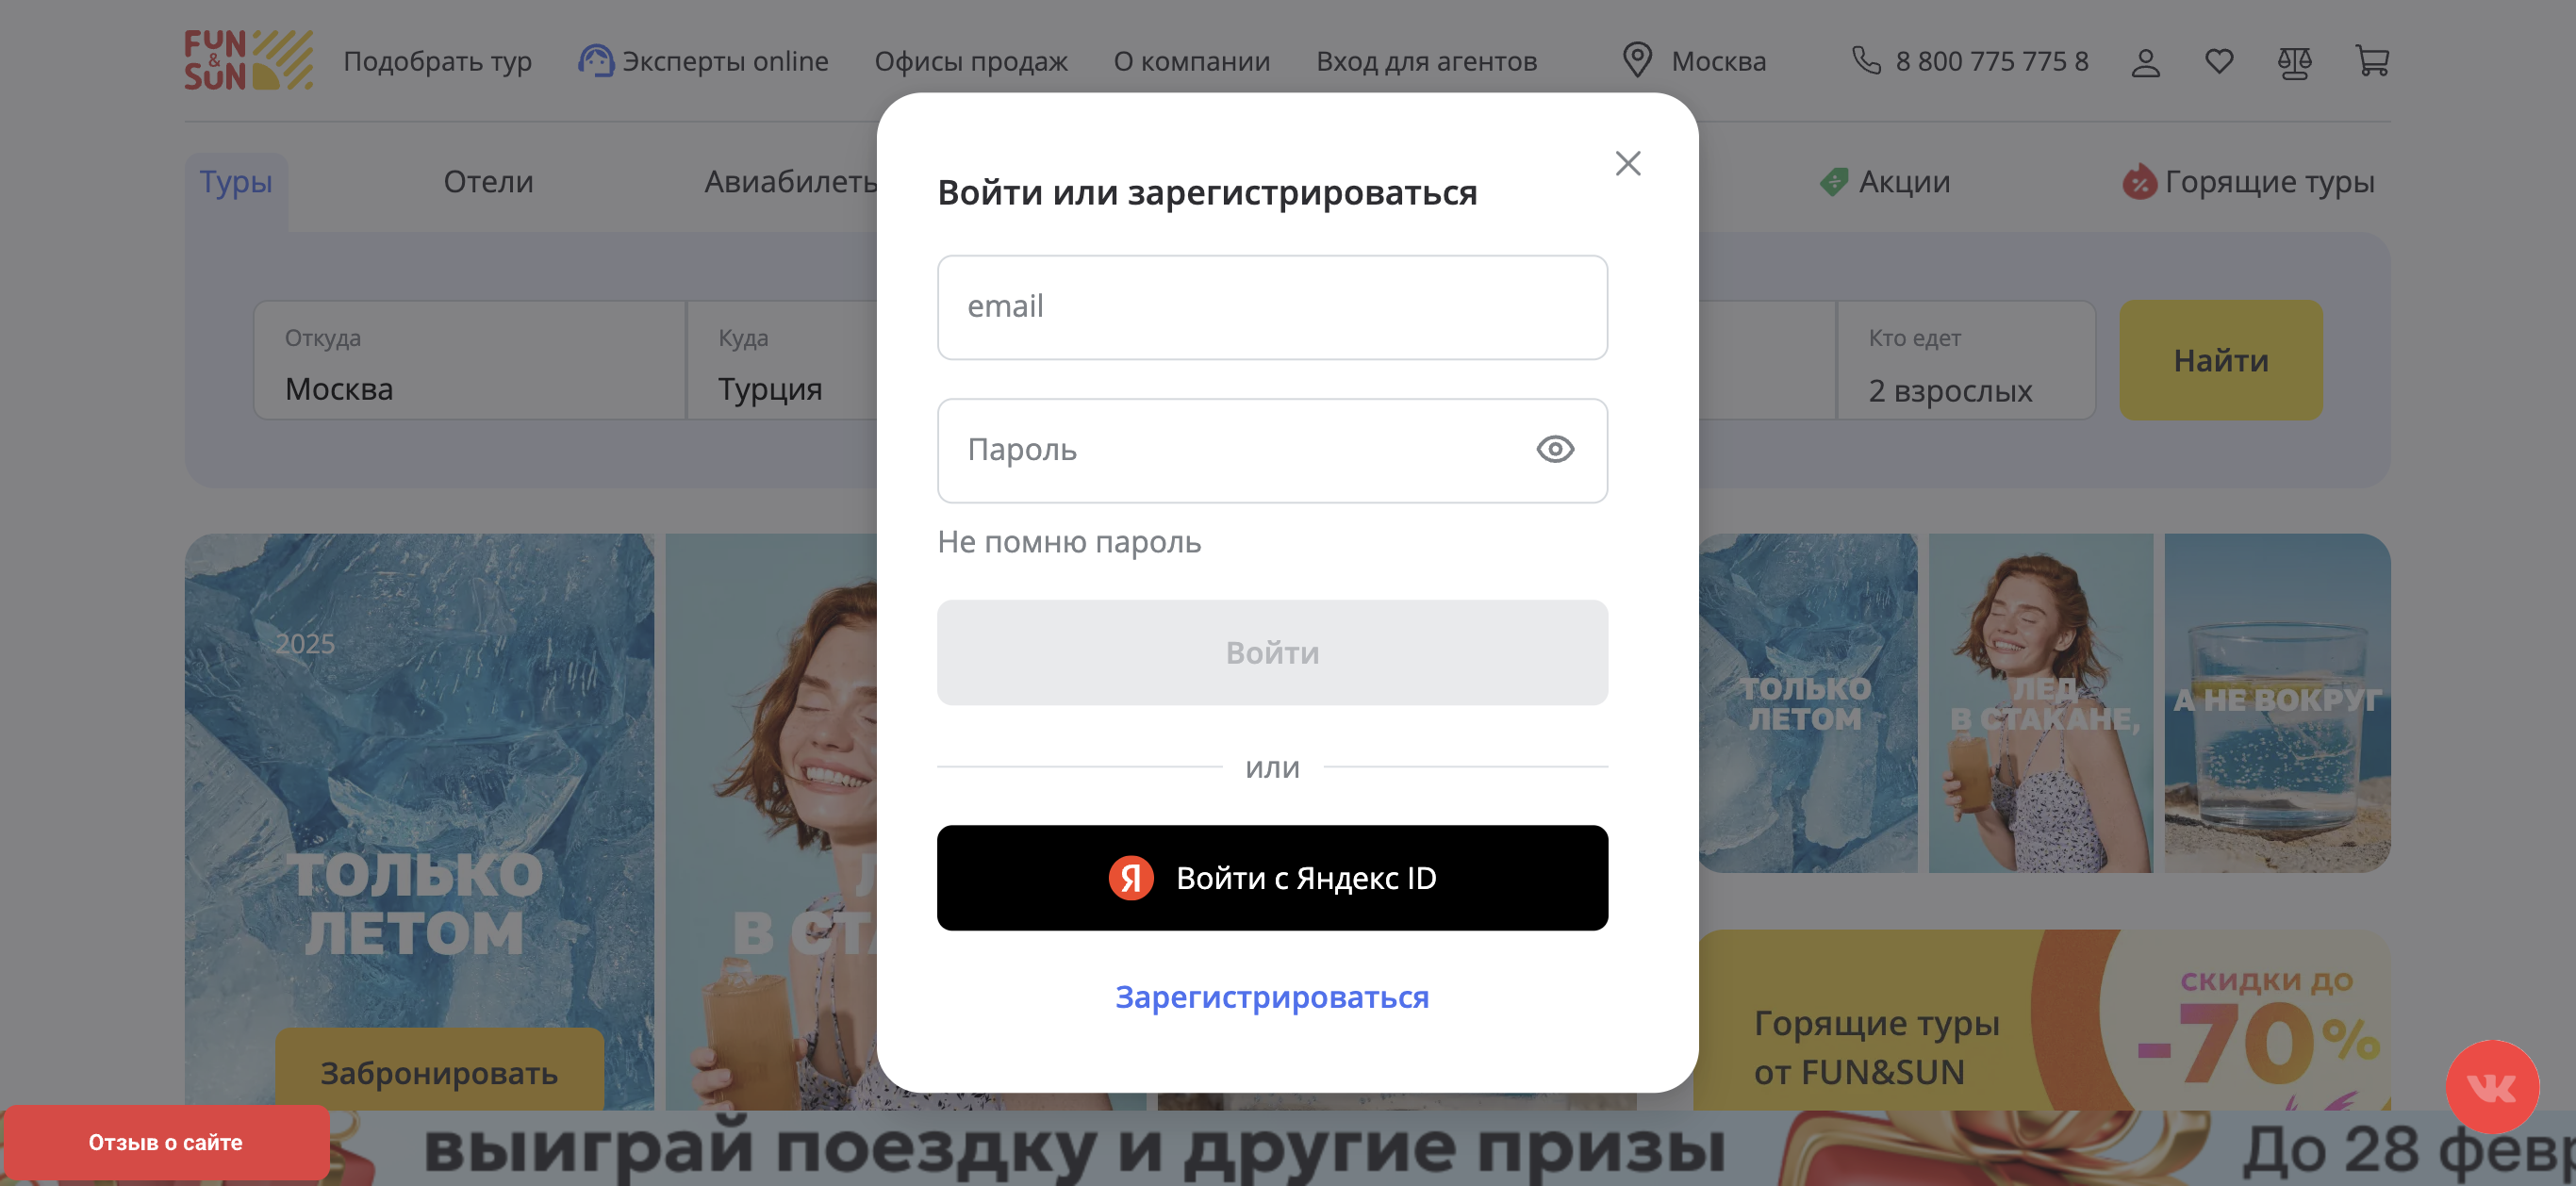 FUN
&
SUN
Подобрать тур
Эксперты online
Офисы продаж
О компании
Вход для агентов
Москва
8 800 775 775 8
Туры
Отели
Авиабилеты
Акции
Горящие туры
Откуда
Москва
Куда
Турция
Кто едет
2 взрослых
Найти
Войти или зарегистрироваться
email
Пароль
Не помню пароль
Войти
или
Я Войти с Яндекс ID
Зарегистрироваться
2025
ТОЛЬКО
ЛЕТОМ
Забронировать
Л
В СТА
ТОЛЬКО
ЛЕТОМ
ЛЕД
В СТАКАНЕ,
А НЕ ВОКРУГ
Горящие туры
от FUN&SUN
СКИДКИ ДО
-70%
Отзыв о сайте
выиграй поездку и другие призы
До 28 февр